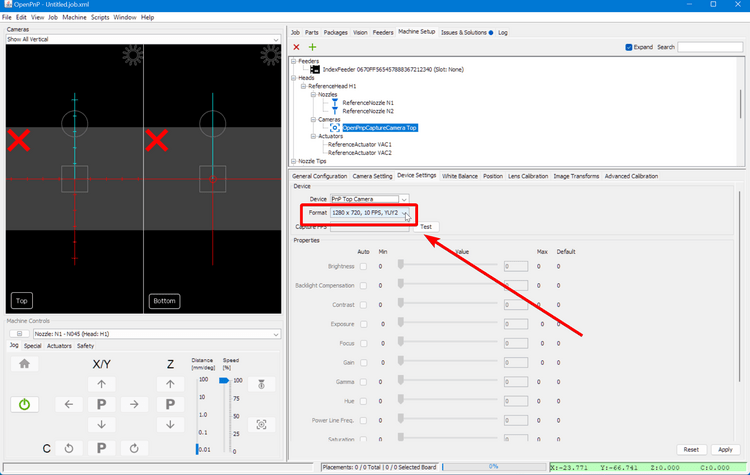 OpenPnP - Untitled.job.xml
File Edit View Job Machine Scripts Window Help
Cameras
Show All Vertical
Top
Bottom
Machine Controls
Nozzle: N1 - N045 (Head: H1)
Jog Special Actuators Safety
X/Y Z
Distance [mm/deg]
Speed [%]
100 100
10 75
1.0 50
0.1 25
0.01 0
P P
C P P
Job Parts Packages Vision Feeders Machine Setup Issues & Solutions Log
Expand Search
Feeders
IndexFeeder 0670FF565457888367212340 (Slot: None)
Heads
ReferenceHead H1
Nozzles
ReferenceNozzle N1
ReferenceNozzle N2
Cameras
OpenPnpCaptureCamera Top
Actuators
ReferenceActuator VAC1
ReferenceActuator VAC2
Nozzle Tips
General Configuration Camera Setting Device Settings White Balance Position Lens Calibration Image Transforms Advanced Calibration
Device
Device PnP Top Camera
Format 1280 x 720, 10 FPS, YUY2
Capture FPS Test
Properties
Auto Min Value Max Default
Brightness 0 0 0 0
Backlight Compensation 0 0 0 0
Contrast 0 0 0 0
Exposure 0 0 0 0
Focus 0 0 0 0
Gain 0 0 0 0
Gamma 0 0 0 0
Hue 0 0 0 0
Power Line Freq. 0 0 0 0
Saturation 0 0 0 0
Reset Apply
Placements: 0 / 0 Total | 0 / 0 Selected Board
0%
X:-23.771 Y:-66.741 Z:0.000 C:0.000